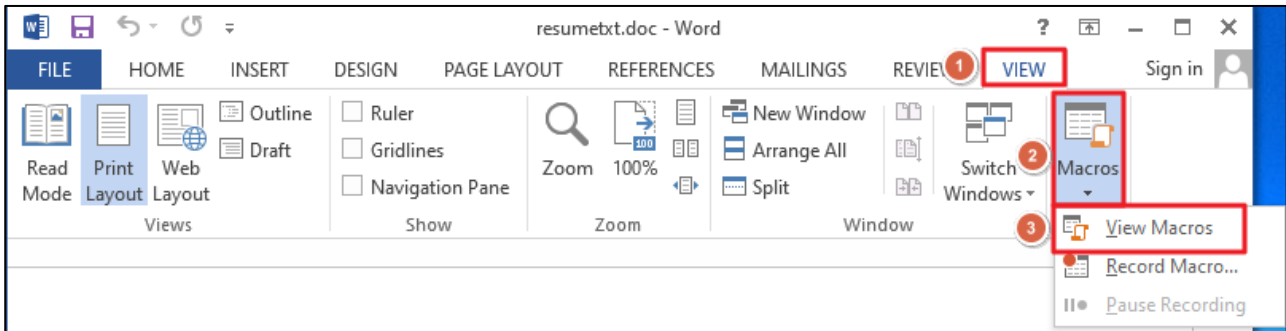 resumetxt.doc - Word
?
FILE HOME INSERT DESIGN PAGE LAYOUT REFERENCES MAILINGS REVIEW 1 VIEW Sign in
Outline
Draft
Read Mode
Print Layout
Web Layout
Views
Ruler
Gridlines
Navigation Pane
Show
Zoom
100
100%
Zoom
New Window
Arrange All
Split
Switch Windows
Window
2
Macros
3 View Macros
Record Macro...
Pause Recording